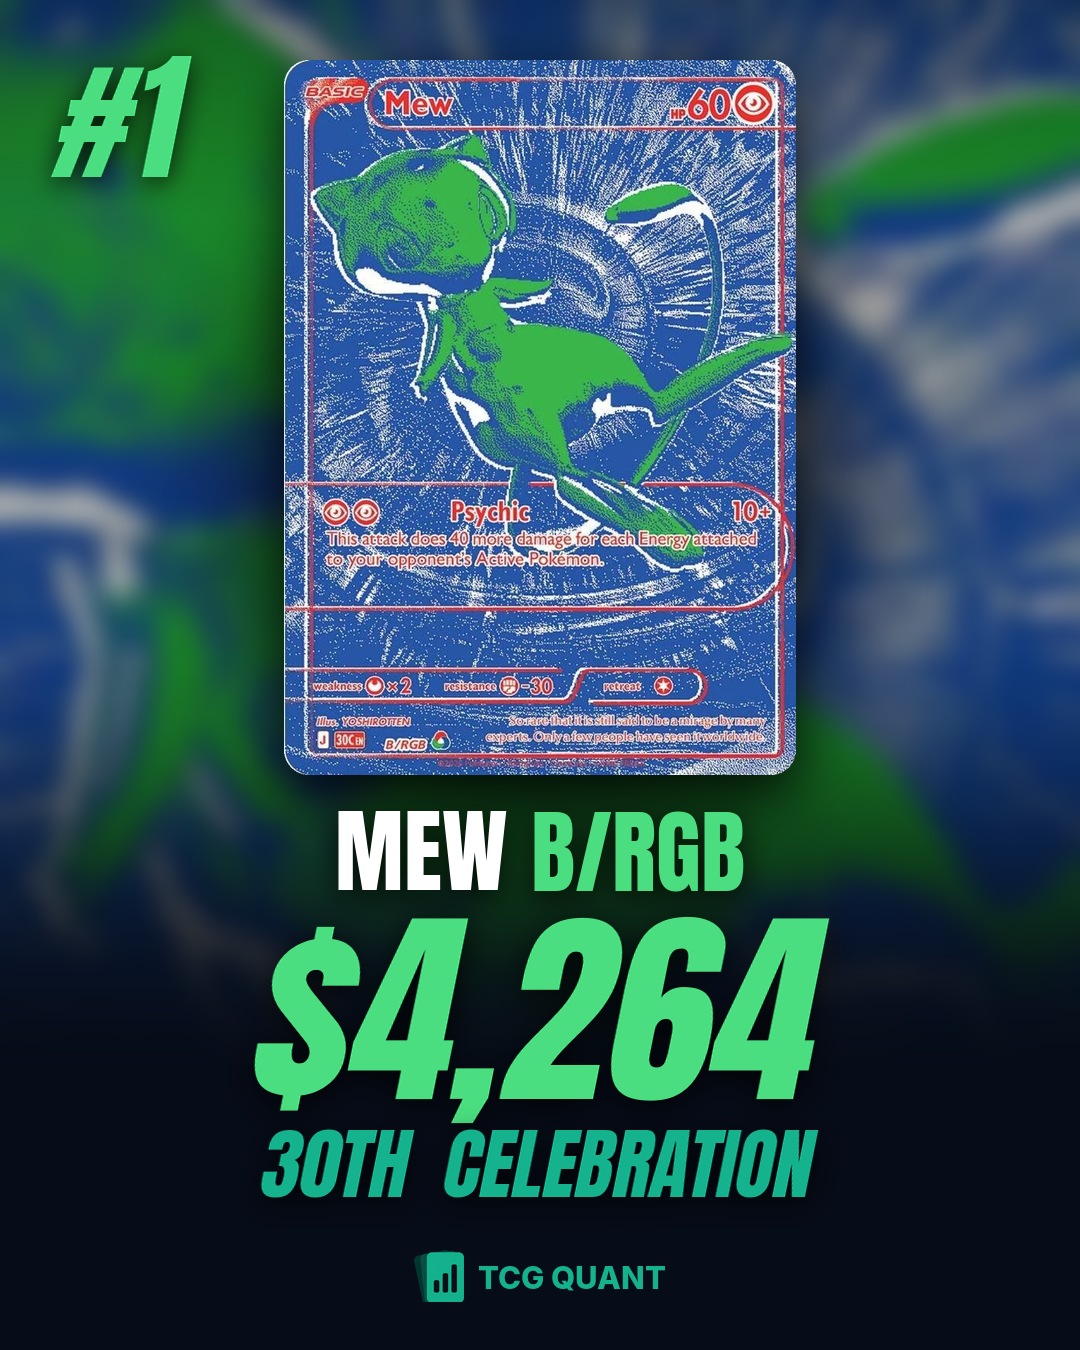 #1
BASIC Mew HP 60
Psychic 10+
This attack does 40 more damage for each Energy attached
to your opponent's Active Pokémon.
weakness ×2 resistance -30 retreat
Illus. YOSHIROTTEN
So rare that it is still said to be a mirage by many
experts. Only a few people have seen it worldwide.
J 30C EN B/RGB
MEW B/RGB
$4,264
30TH CELEBRATION
TCG QUANT